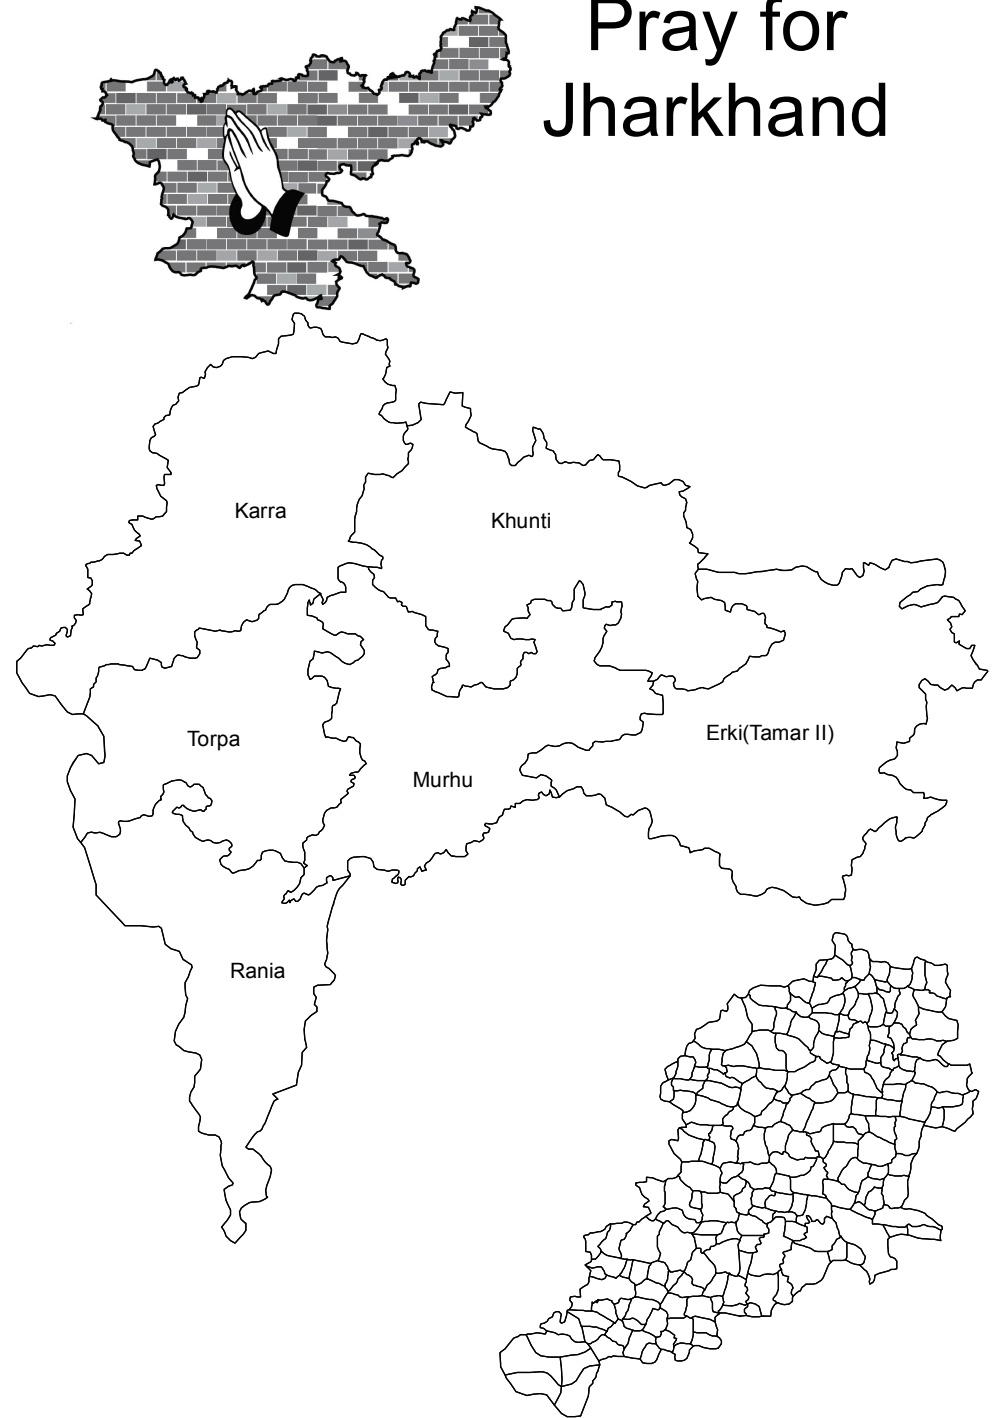 Pray for
Jharkhand
Karra
Khunti
Torpa
Erki(Tamar II)
Murhu
Rania